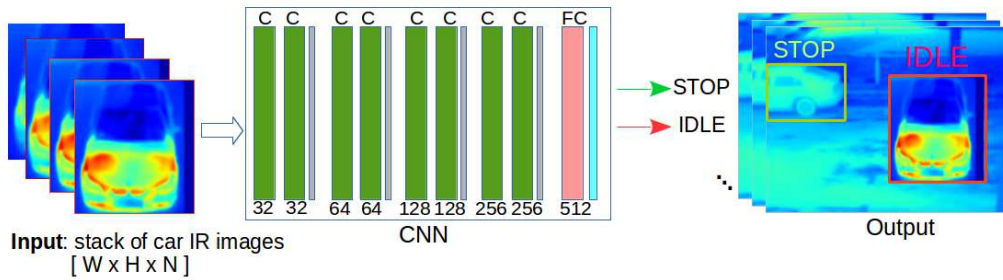 C C C C C C C C FC
32 32 64 64 128 128 256 256 512
CNN
Input: stack of car IR images
[ W x H x N ]
STOP
IDLE
STOP
IDLE
Output